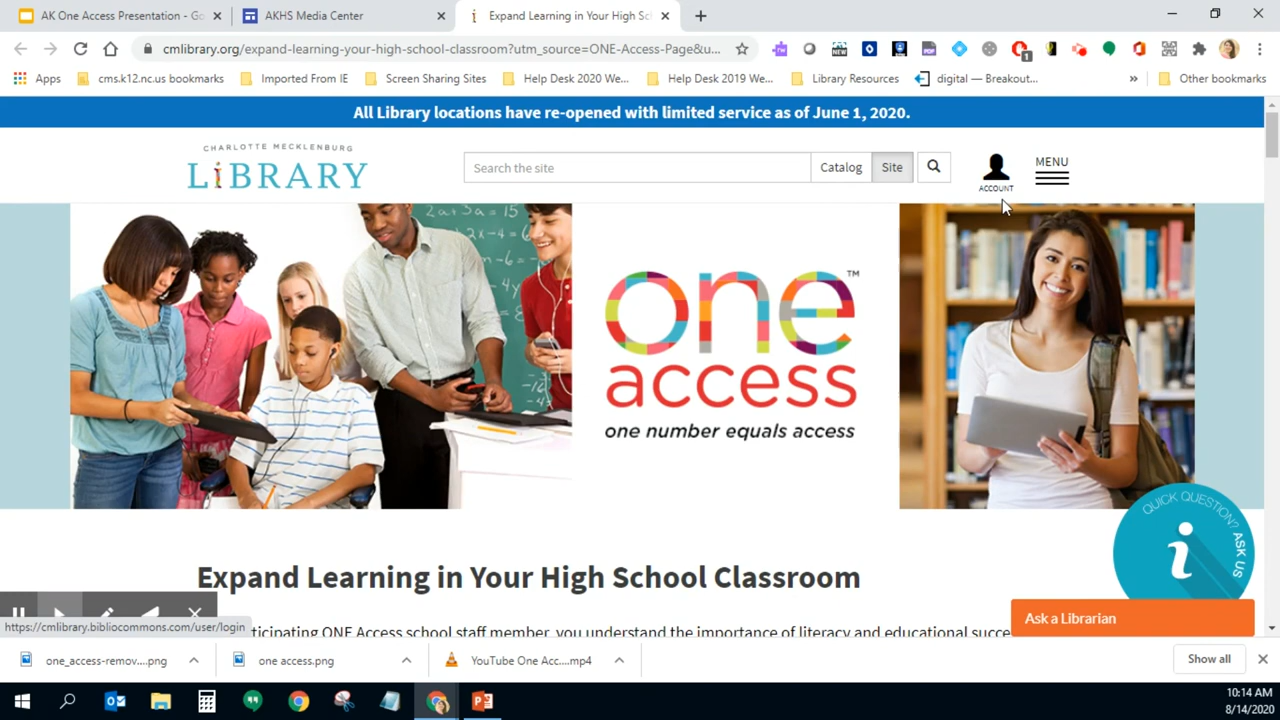 AK One Access Presentation - Go
AKHS Media Center
Expand Learning in Your High Sc
cmlibrary.org/expand-learning-your-high-school-classroom?utm_source=ONE-Access-Page&u...
NEW
PDF
1
Apps
cms.k12.nc.us bookmarks
Imported From IE
Screen Sharing Sites
Help Desk 2020 We...
Help Desk 2019 We...
Library Resources
digital — Breakout...
»
Other bookmarks
All Library locations have re-opened with limited service as of June 1, 2020.
CHARLOTTE MECKLENBURG
LiBRARY
Search the site
Catalog
Site
ACCOUNT
MENU
one™
access
one number equals access
QUICK QUESTION? ASK US
i
Expand Learning in Your High School Classroom
ticipating ONE Access school staff member, you understand the importance of literacy and educational succe
Ask a Librarian
https://cmlibrary.bibliocommons.com/user/login
one_access-remov....png
one access.png
YouTube One Acc....mp4
Show all
10:14 AM
8/14/2020